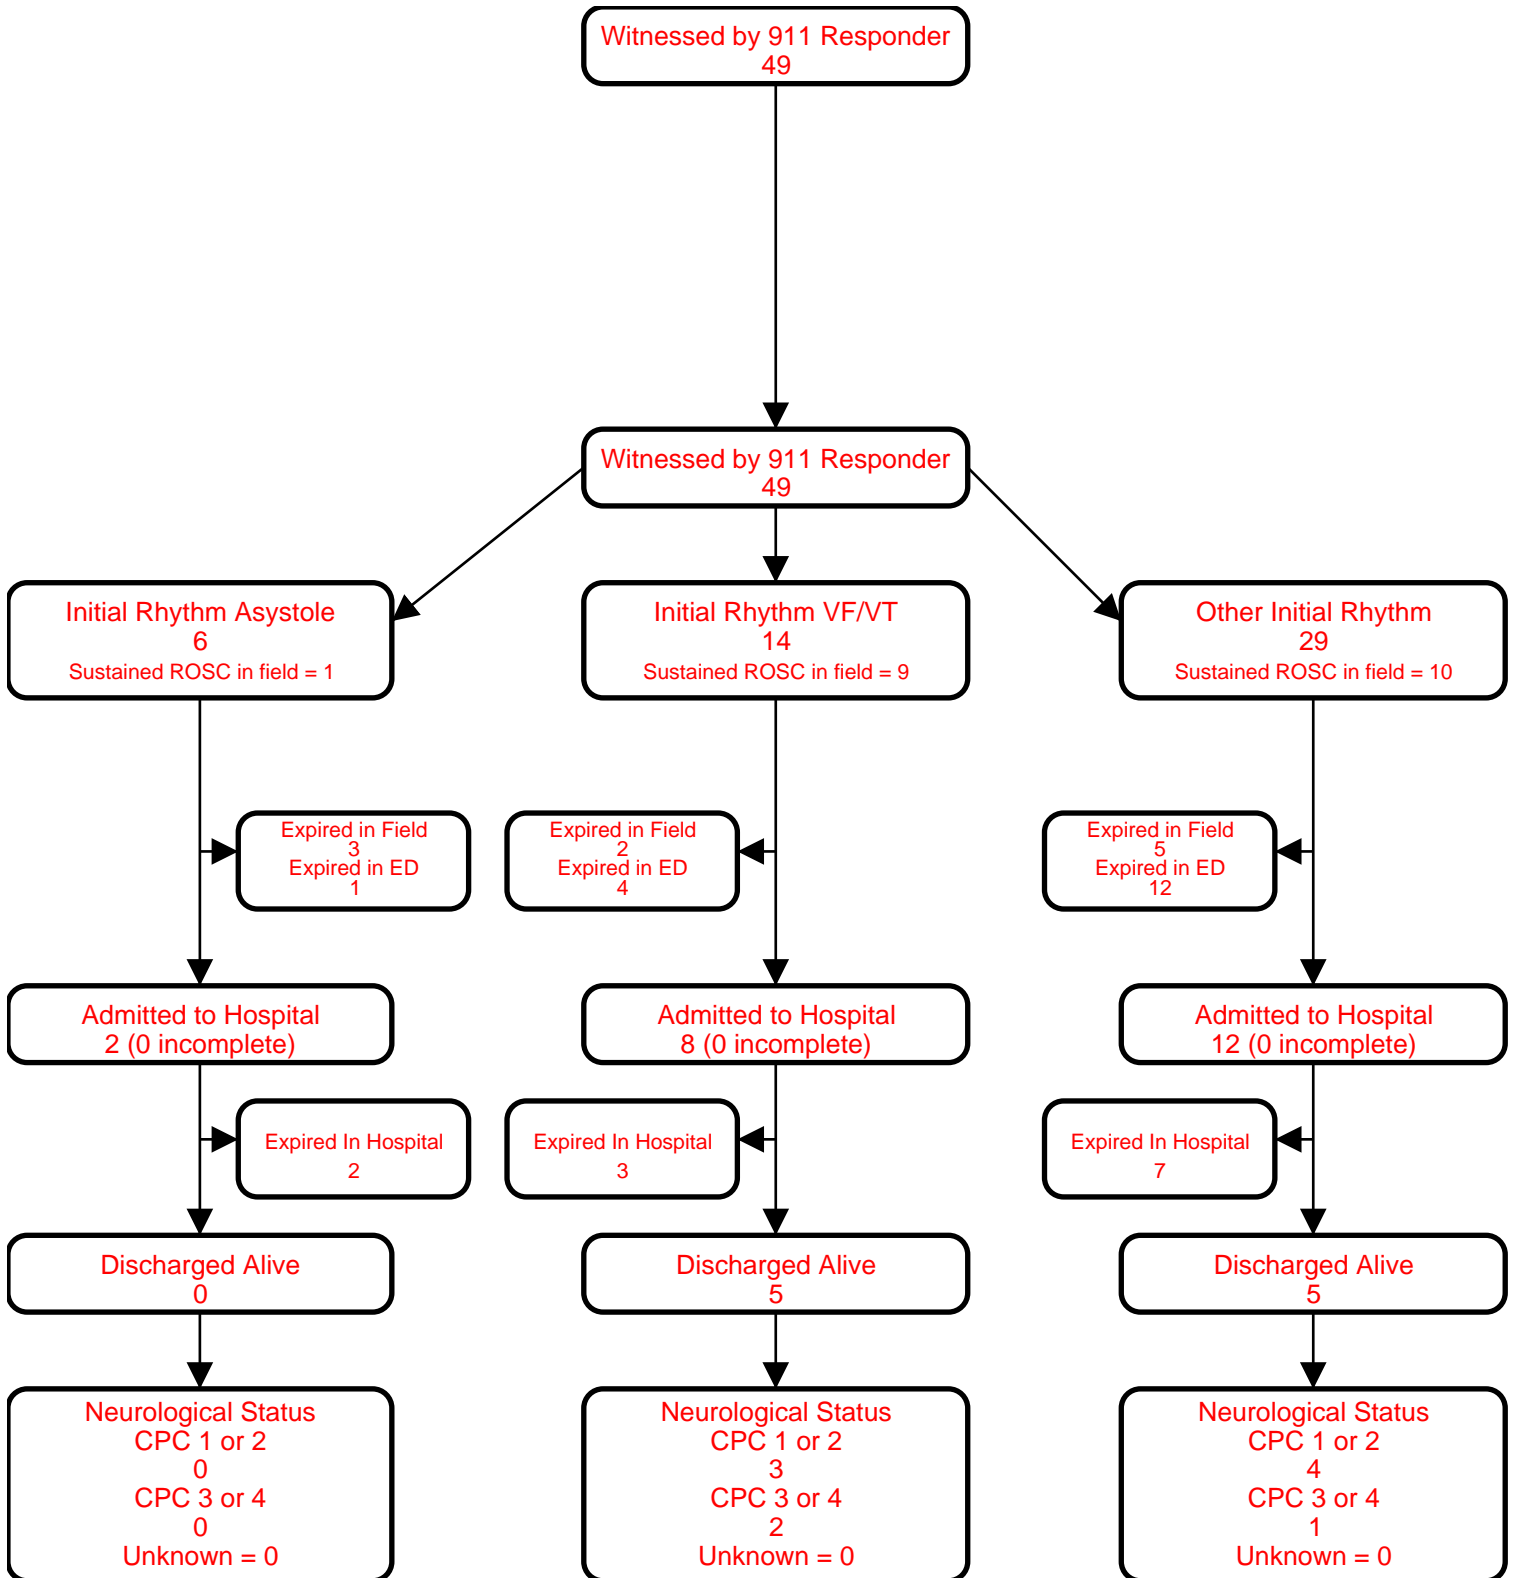 Witnessed by 911 Responder
49
Witnessed by 911 Responder
49
Initial Rhythm Asystole
6
Sustained ROSC in field = 1
Initial Rhythm VF/VT
14
Sustained ROSC in field = 9
Other Initial Rhythm
29
Sustained ROSC in field = 10
Expired in Field
3
Expired in ED
1
Expired in Field
2
Expired in ED
4
Expired in Field
5
Expired in ED
12
Admitted to Hospital
2 (0 incomplete)
Admitted to Hospital
8 (0 incomplete)
Admitted to Hospital
12 (0 incomplete)
Expired In Hospital
2
Expired In Hospital
3
Expired In Hospital
7
Discharged Alive
0
Discharged Alive
5
Discharged Alive
5
Neurological Status
CPC 1 or 2
0
CPC 3 or 4
0
Unknown = 0
Neurological Status
CPC 1 or 2
3
CPC 3 or 4
2
Unknown = 0
Neurological Status
CPC 1 or 2
4
CPC 3 or 4
1
Unknown = 0